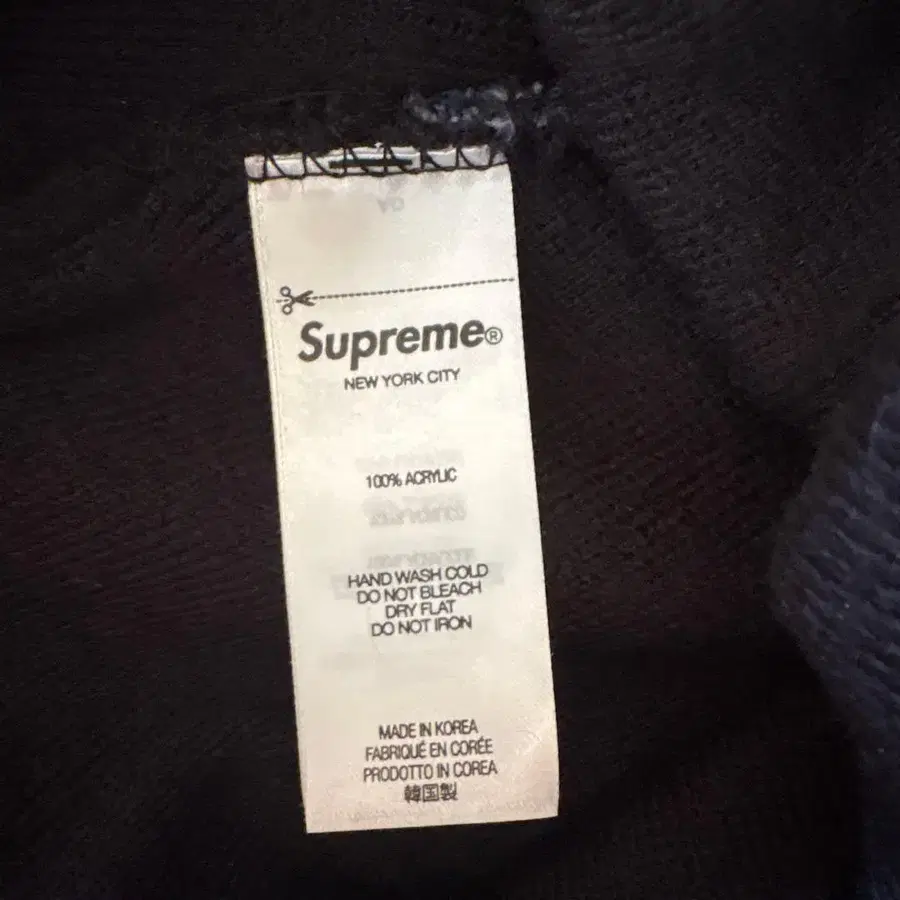 Supreme®
NEW YORK CITY
100% ACRYLIC
HAND WASH COLD
DO NOT BLEACH
DRY FLAT
DO NOT IRON
MADE IN KOREA
FABRIQUÉ EN CORÉE
PRODOTTO IN COREA
韓国製